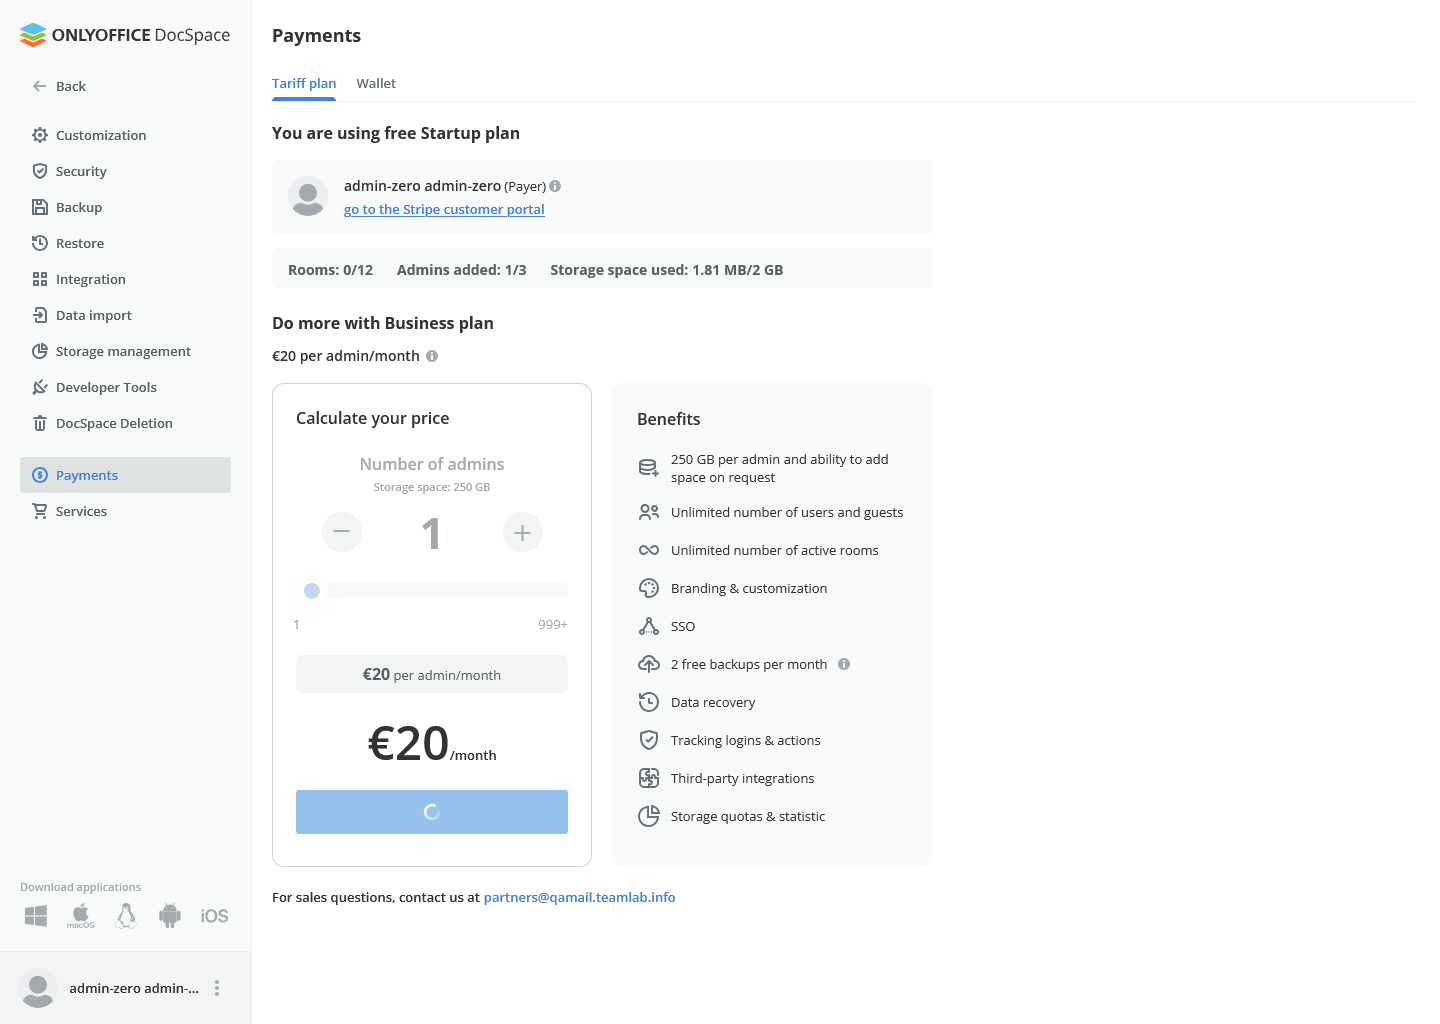 ONLYOFFICE DocSpace
Back
Customization
Security
Backup
Restore
Integration
Data import
Storage management
Developer Tools
DocSpace Deletion
Payments
Services
Download applications
macOS
iOS
admin-zero admin-...
Payments
Tariff plan
Wallet
You are using free Startup plan
admin-zero admin-zero (Payer)
go to the Stripe customer portal
Rooms: 0/12 Admins added: 1/3 Storage space used: 1.81 MB/2 GB
Do more with Business plan
€20 per admin/month
Calculate your price
Number of admins
Storage space: 250 GB
1
1 999+
€20 per admin/month
€20/month
Benefits
250 GB per admin and ability to add
space on request
Unlimited number of users and guests
Unlimited number of active rooms
Branding & customization
SSO
2 free backups per month
Data recovery
Tracking logins & actions
Third-party integrations
Storage quotas & statistic
For sales questions, contact us at partners@qamail.teamlab.info